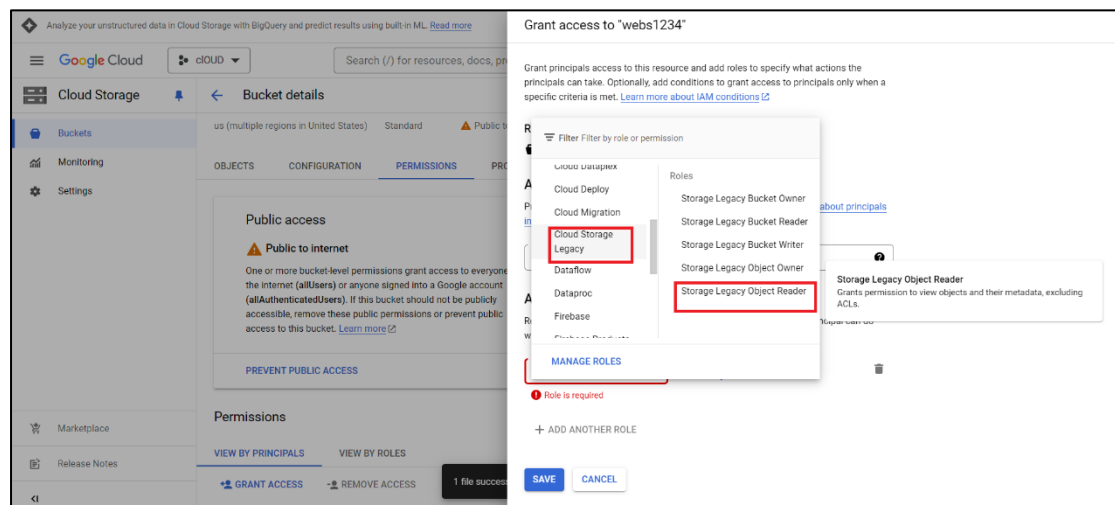 Analyze your unstructured data in Cloud Storage with BigQuery and predict results using built-in ML. Read more
Google Cloud
clOUD
Search (/) for resources, docs, pr
Cloud Storage
Bucket details
Buckets
Monitoring
Settings
Marketplace
Release Notes
us (multiple regions in United States) Standard Public t
OBJECTS CONFIGURATION PERMISSIONS PRO
Public access
Public to internet
One or more bucket-level permissions grant access to everyone
the internet (allUsers) or anyone signed into a Google account
(allAuthenticatedUsers). If this bucket should not be publicly
accessible, remove these public permissions or prevent public
access to this bucket. Learn more
PREVENT PUBLIC ACCESS
Permissions
VIEW BY PRINCIPALS VIEW BY ROLES
GRANT ACCESS REMOVE ACCESS
1 file success
Grant access to "webs1234"
Grant principals access to this resource and add roles to specify what actions the
principals can take. Optionally, add conditions to grant access to principals only when a
specific criteria is met. Learn more about IAM conditions
Filter Filter by role or permission
Cloud Dataplex
Cloud Deploy
Cloud Migration
Cloud Storage
Legacy
Dataflow
Dataproc
Firebase
Firebase Products
MANAGE ROLES
Roles
Storage Legacy Bucket Owner
Storage Legacy Bucket Reader
Storage Legacy Bucket Writer
Storage Legacy Object Owner
Storage Legacy Object Reader
about principals
Storage Legacy Object Reader
Grants permission to view objects and their metadata, excluding
ACLs.
Role is required
ADD ANOTHER ROLE
SAVE CANCEL